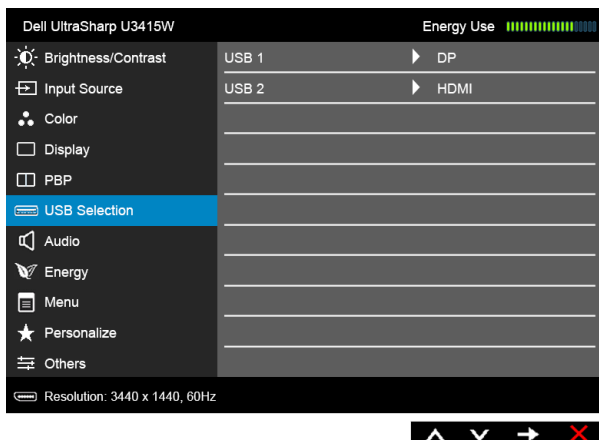 Dell UltraSharp U3415W Energy Use
Brightness/Contrast USB 1 DP
Input Source USB 2 HDMI
Color
Display
PBP
USB Selection
Audio
Energy
Menu
Personalize
Others
Resolution: 3440 x 1440, 60Hz